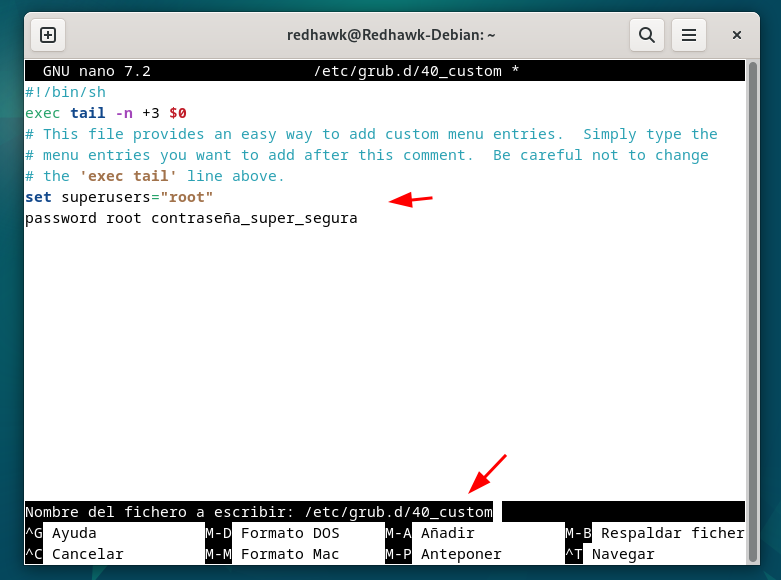 redhawk@Redhawk-Debian: ~
GNU nano 7.2 /etc/grub.d/40_custom *
#!/bin/sh
exec tail -n +3 $0
# This file provides an easy way to add custom menu entries.  Simply type the
# menu entries you want to add after this comment.  Be careful not to change
# the 'exec tail' line above.
set superusers="root"
password root contraseña_super_segura
Nombre del fichero a escribir: /etc/grub.d/40_custom
^G Ayuda M-D Formato DOS M-A Añadir M-B Respaldar ficher
^C Cancelar M-M Formato Mac M-P Anteponer ^T Navegar